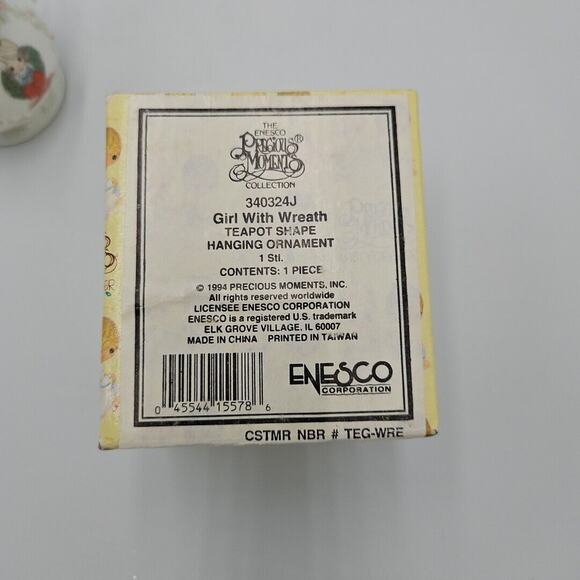 THE
ENESCO
PRECIOUS®
MOMENTS
COLLECTION
340324J
Girl With Wreath
TEAPOT SHAPE
HANGING ORNAMENT
1 Sti.
CONTENTS: 1 PIECE
© 1994 PRECIOUS MOMENTS, INC.
All rights reserved worldwide
LICENSEE ENESCO CORPORATION
ENESCO is a registered U.S. trademark
ELK GROVE VILLAGE, IL 60007
MADE IN CHINA PRINTED IN TAIWAN
0 45544 15578 6
ENESCO
CORPORATION
CSTMR NBR # TEG-WRE